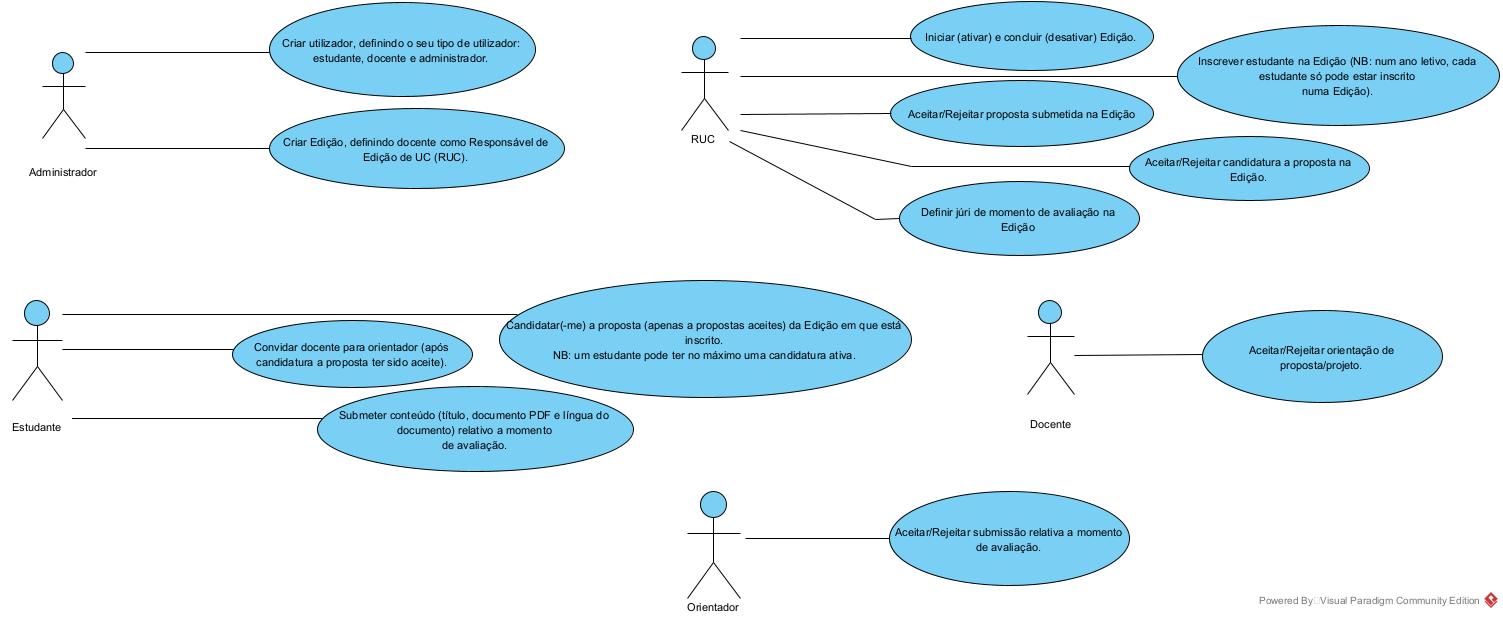 Criar utilizador, definindo o seu tipo de utilizador:
estudante, docente e administrador.
Criar Edição, definindo docente como Responsável de
Edição de UC (RUC).
Administrador
Iniciar (ativar) e concluir (desativar) Edição.
Inscrever estudante na Edição (NB: num ano letivo, cada
estudante só pode estar inscrito
numa Edição).
Aceitar/Rejeitar proposta submetida na Edição
RUC
Aceitar/Rejeitar candidatura a proposta na
Edição.
Definir júri de momento de avaliação na
Edição
Candidatar(-me) a proposta (apenas a propostas aceites) da Edição em que está
inscrito.
NB: um estudante pode ter no máximo uma candidatura ativa.
Convidar docente para orientador (após
candidatura a proposta ter sido aceite).
Submeter conteúdo (título, documento PDF e língua do
documento) relativo a momento
de avaliação.
Estudante
Aceitar/Rejeitar orientação de
proposta/projeto.
Docente
Aceitar/Rejeitar submissão relativa a momento
de avaliação.
Orientador
Powered By Visual Paradigm Community Edition